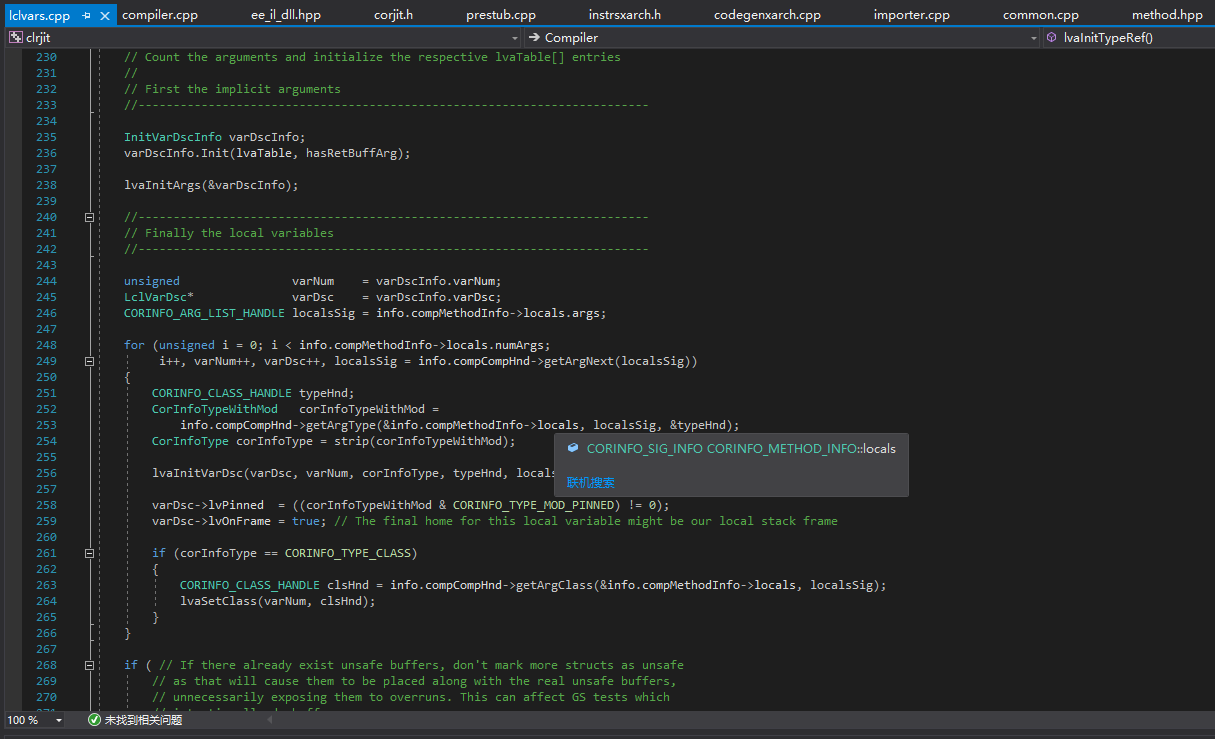 lclvars.cpp compiler.cpp ee_il_dll.hpp corjit.h prestub.cpp instrsxarch.h codegenxarch.cpp importer.cpp common.cpp method.hpp
clrjit Compiler lvaInitTypeRef()
230 // Count the arguments and initialize the respective lvaTable[] entries
231 //
232 // First the implicit arguments
233 //-------------------------------------------------------------------------
234
235 InitVarDscInfo varDscInfo;
236 varDscInfo.Init(lvaTable, hasRetBuffArg);
237
238 lvaInitArgs(&varDscInfo);
239
240 //-------------------------------------------------------------------------
241 // Finally the local variables
242 //-------------------------------------------------------------------------
243
244 unsigned varNum = varDscInfo.varNum;
245 LclVarDsc* varDsc = varDscInfo.varDsc;
246 CORINFO_ARG_LIST_HANDLE localsSig = info.compMethodInfo->locals.args;
247
248 for (unsigned i = 0; i < info.compMethodInfo->locals.numArgs;
249 i++, varNum++, varDsc++, localsSig = info.compCompHnd->getArgNext(localsSig))
250 {
251 CORINFO_CLASS_HANDLE typeHnd;
252 CorInfoTypeWithMod corInfoTypeWithMod =
253 info.compCompHnd->getArgType(&info.compMethodInfo->locals, localsSig, &typeHnd);
254 CorInfoType corInfoType = strip(corInfoTypeWithMod);
CORINFO_SIG_INFO CORINFO_METHOD_INFO::locals
255
256 lvaInitVarDsc(varDsc, varNum, corInfoType, typeHnd, locals
联机搜索
257
258 varDsc->lvPinned = ((corInfoTypeWithMod & CORINFO_TYPE_MOD_PINNED) != 0);
259 varDsc->lvOnFrame = true; // The final home for this local variable might be our local stack frame
260
261 if (corInfoType == CORINFO_TYPE_CLASS)
262 {
263 CORINFO_CLASS_HANDLE clsHnd = info.compCompHnd->getArgClass(&info.compMethodInfo->locals, localsSig);
264 lvaSetClass(varNum, clsHnd);
265 }
266 }
267
268 if ( // If there already exist unsafe buffers, don't mark more structs as unsafe
269 // as that will cause them to be placed along with the real unsafe buffers,
270 // unnecessarily exposing them to overruns. This can affect GS tests which
100 % 未找到相关问题